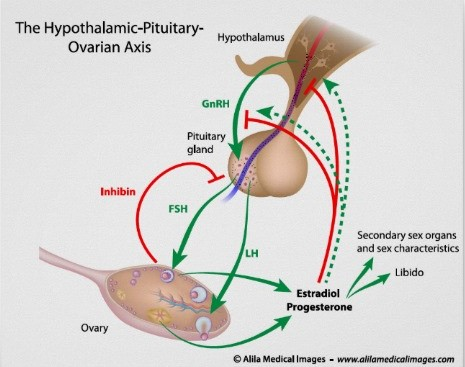 The Hypothalamic-Pituitary-
Ovarian Axis
Hypothalamus
GnRH
Pituitary
gland
Inhibin
FSH
LH
Secondary sex organs
and sex characteristics
Libido
Estradiol
Progesterone
Ovary
© Alila Medical Images - www.alilamedicalimages.com